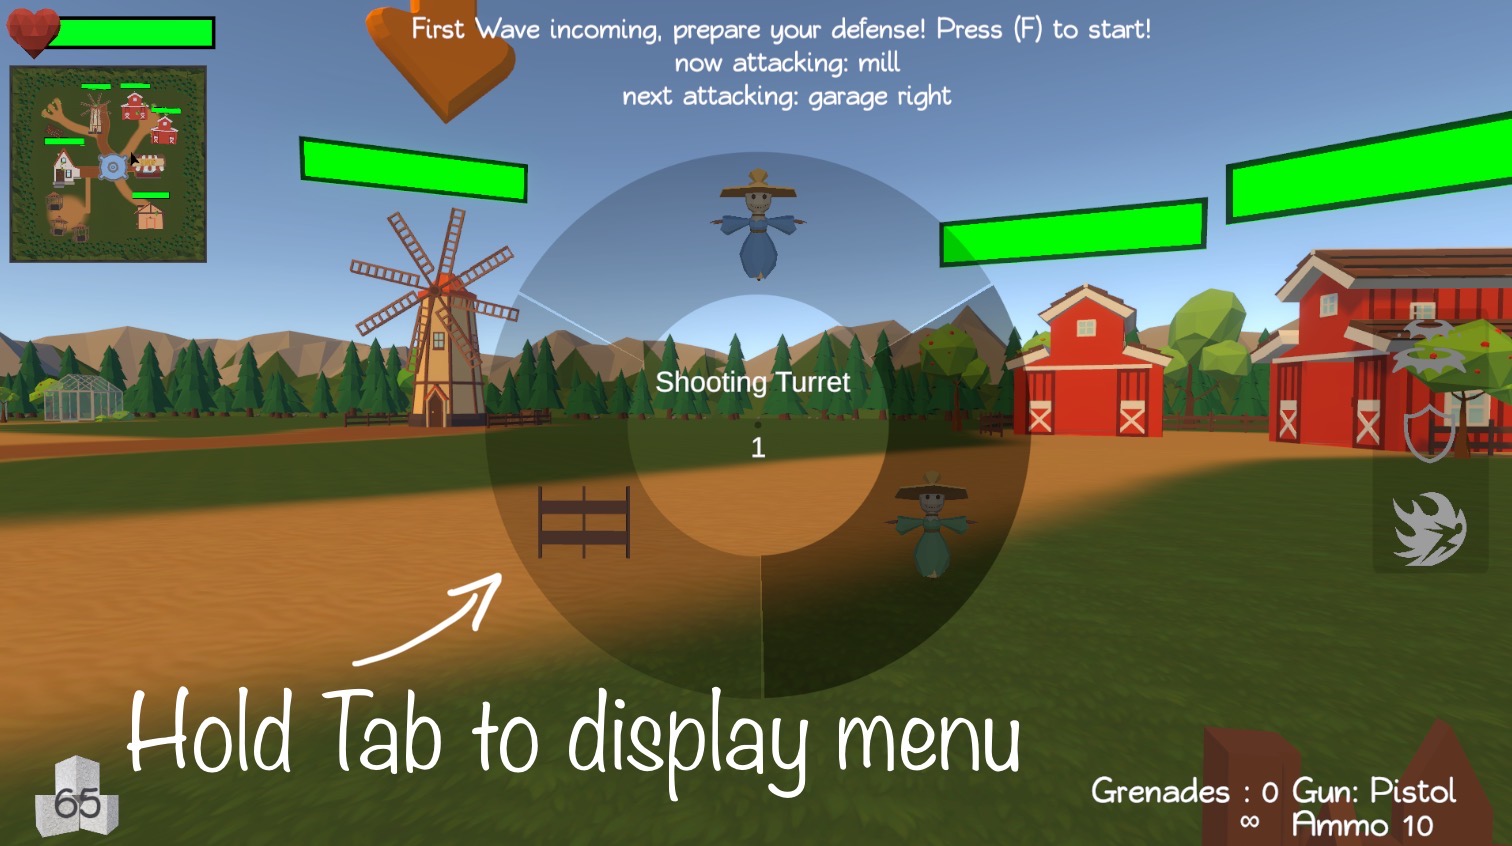 First Wave incoming, prepare your defense! Press (F) to start!
now attacking: mill
next attacking: garage right
Shooting Turret
1
Hold Tab to display menu
65
Grenades : 0 Gun: Pistol
∞ Ammo 10